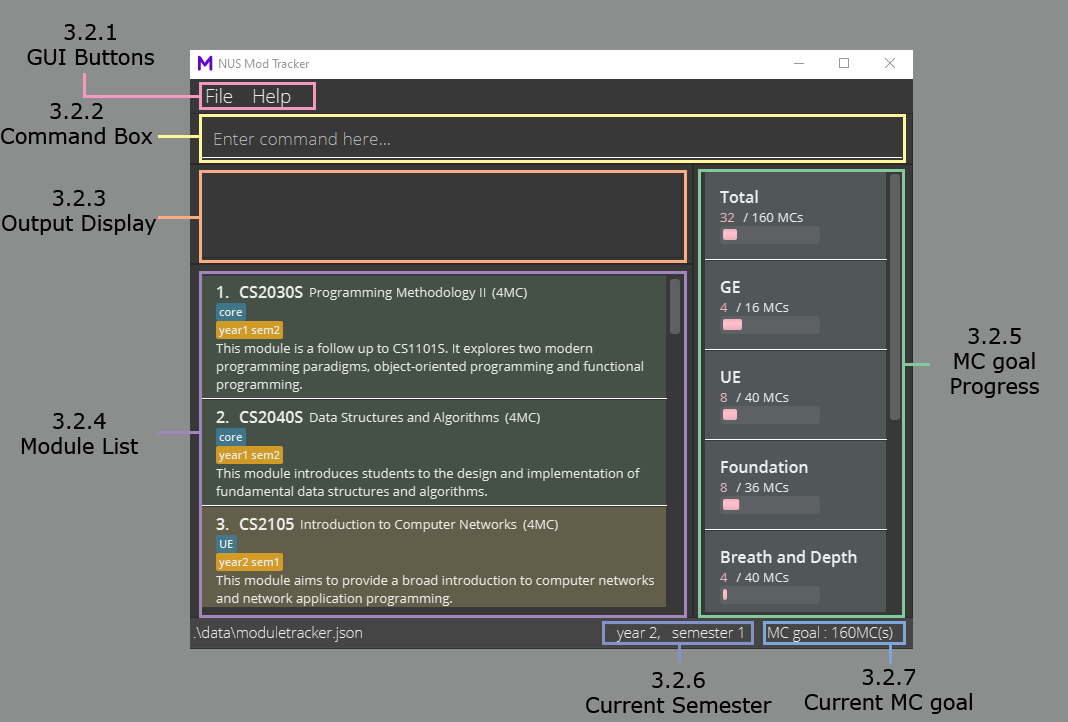 3.2.1
GUI Buttons
3.2.2
Command Box
3.2.3
Output Display
3.2.4
Module List
M NUS Mod Tracker
File Help
Enter command here...
1. CS2030S Programming Methodology II (4MC)
core
year1 sem2
This module is a follow up to CS1101S. It explores two modern
programming paradigms, object-oriented programming and functional
programming.
2. CS2040S Data Structures and Algorithms (4MC)
core
year1 sem2
This module introduces students to the design and implementation of
fundamental data structures and algorithms.
3. CS2105 Introduction to Computer Networks (4MC)
UE
year2 sem1
This module aims to provide a broad introduction to computer networks
and network application programming.
Total
32 / 160 MCs
GE
4 / 16 MCs
UE
8 / 40 MCs
Foundation
8 / 36 MCs
Breath and Depth
4 / 40 MCs
3.2.5
MC goal
Progress
.\data\moduletracker.json
year 2, semester 1
MC goal : 160MC(s)
3.2.6
Current Semester
3.2.7
Current MC goal